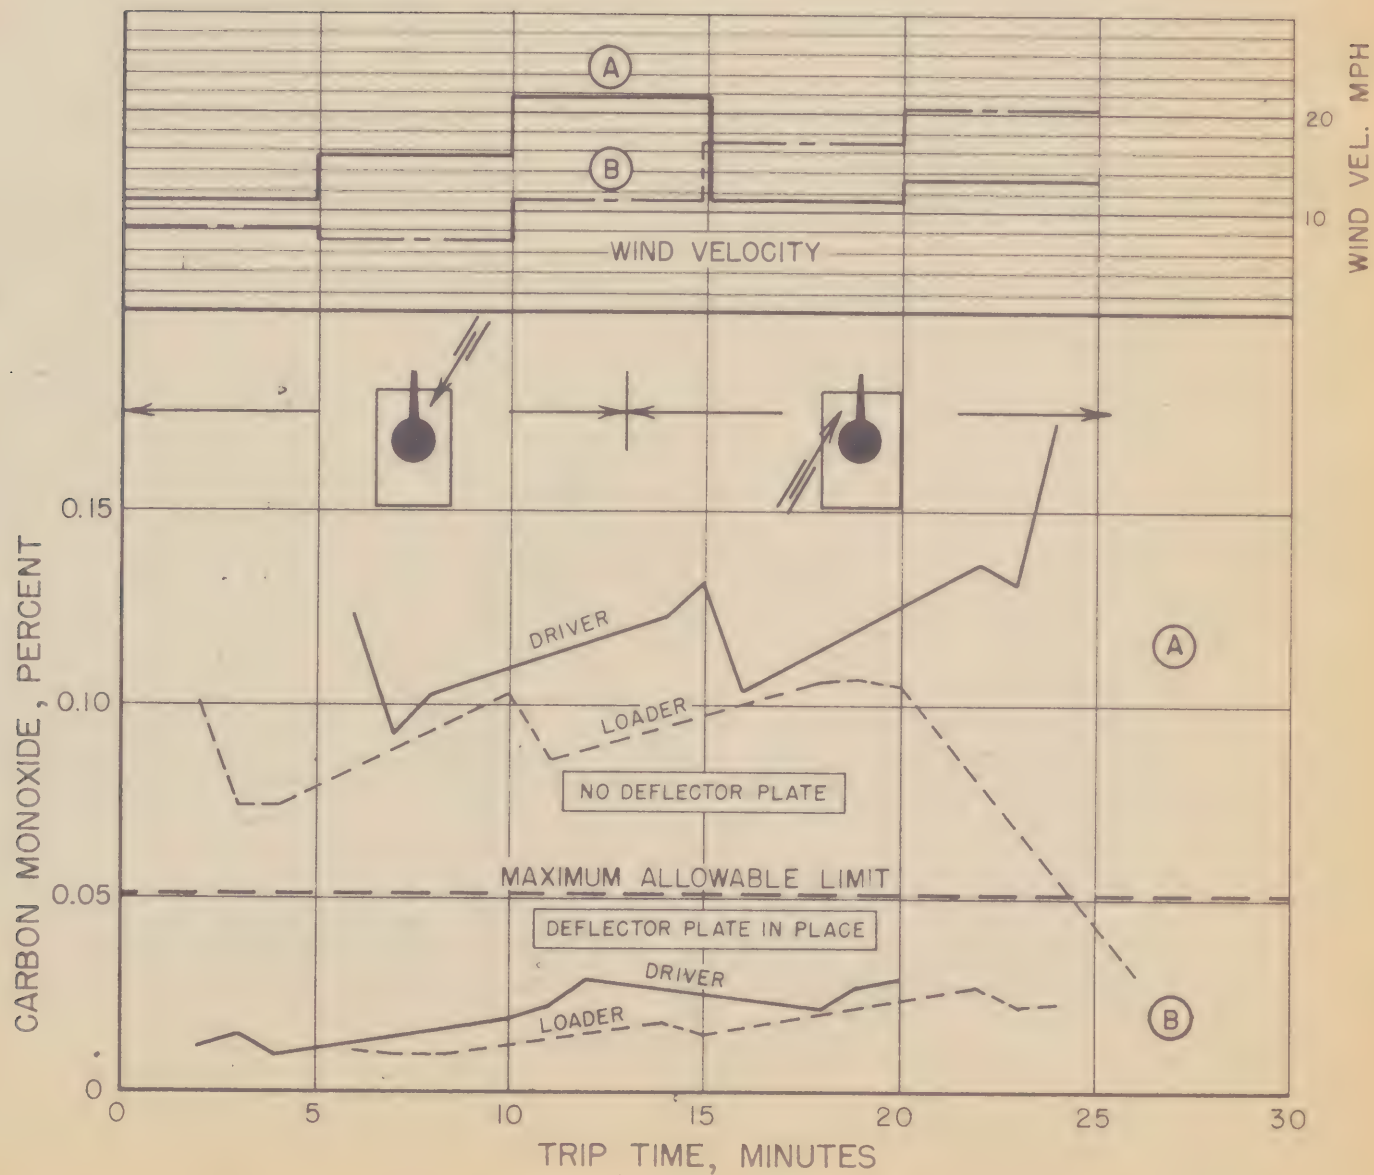 A
B
WIND VELOCITY
20
10
WIND VEL. MPH
0.15
0.10
0.05
0
CARBON MONOXIDE, PERCENT
DRIVER
A
LOADER
NO DEFLECTOR PLATE
MAXIMUM ALLOWABLE LIMIT
DEFLECTOR PLATE IN PLACE
DRIVER
LOADER
B
0 5 10 15 20 25 30
TRIP TIME, MINUTES